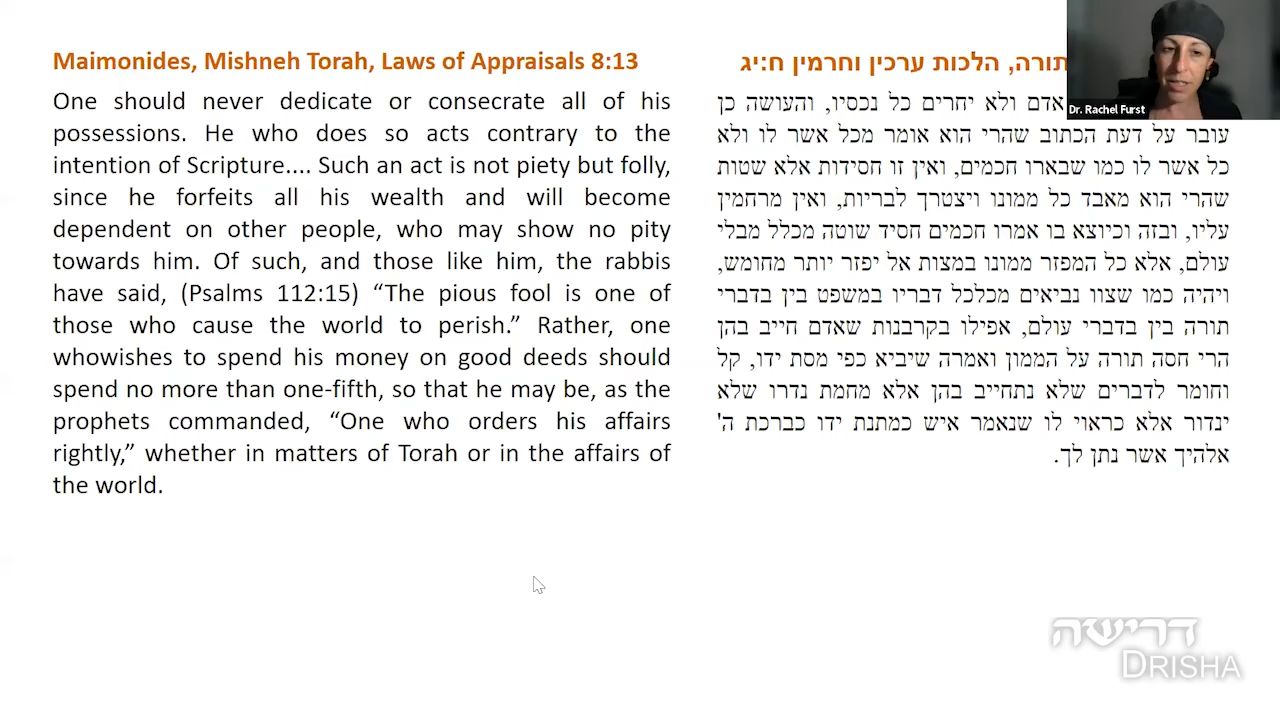 Maimonides, Mishneh Torah, Laws of Appraisals 8:13
One should never dedicate or consecrate all of his
possessions. He who does so acts contrary to the
intention of Scripture.... Such an act is not piety but folly,
since he forfeits all his wealth and will become
dependent on other people, who may show no pity
towards him. Of such, and those like him, the rabbis
have said, (Psalms 112:15) “The pious fool is one of
those who cause the world to perish.” Rather, one
whowishes to spend his money on good deeds should
spend no more than one-fifth, so that he may be, as the
prophets commanded, “One who orders his affairs
rightly,” whether in matters of Torah or in the affairs of
the world.
תורה, הלכות ערכין וחרמין ח:יג
אדם ולא יחרים כל נכסיו, והעושה כן
עובר על דעת הכתוב שהרי הוא אומר מכל אשר לו ולא
כל אשר לו כמו שבארו חכמים, ואין זו חסידות אלא שטות
שהרי הוא מאבד כל ממונו ויצטרך לבריות, ואין מרחמין
עליו, ובזה וכיוצא בו אמרו חכמים חסיד שוטה מכלל מבלי
עולם, אלא כל המפזר ממונו במצות אל יפזר יותר מחומש,
ויהיה כמו שצוו נביאים מכלכל דבריו במשפט בין בדברי
תורה בין בדברי עולם, אפילו בקרבנות שאדם חייב בהן
הרי חסה תורה על הממון ואמרה שיביא כפי מסת ידו, קל
וחומר לדברים שלא נתחייב בהן אלא מחמת נדרו שלא
ינדור אלא כראוי לו שנאמר איש כמתנת ידו כברכת ה'
אלהיך אשר נתן לך.
Dr. Rachel Furst
דרישה
DRISHA